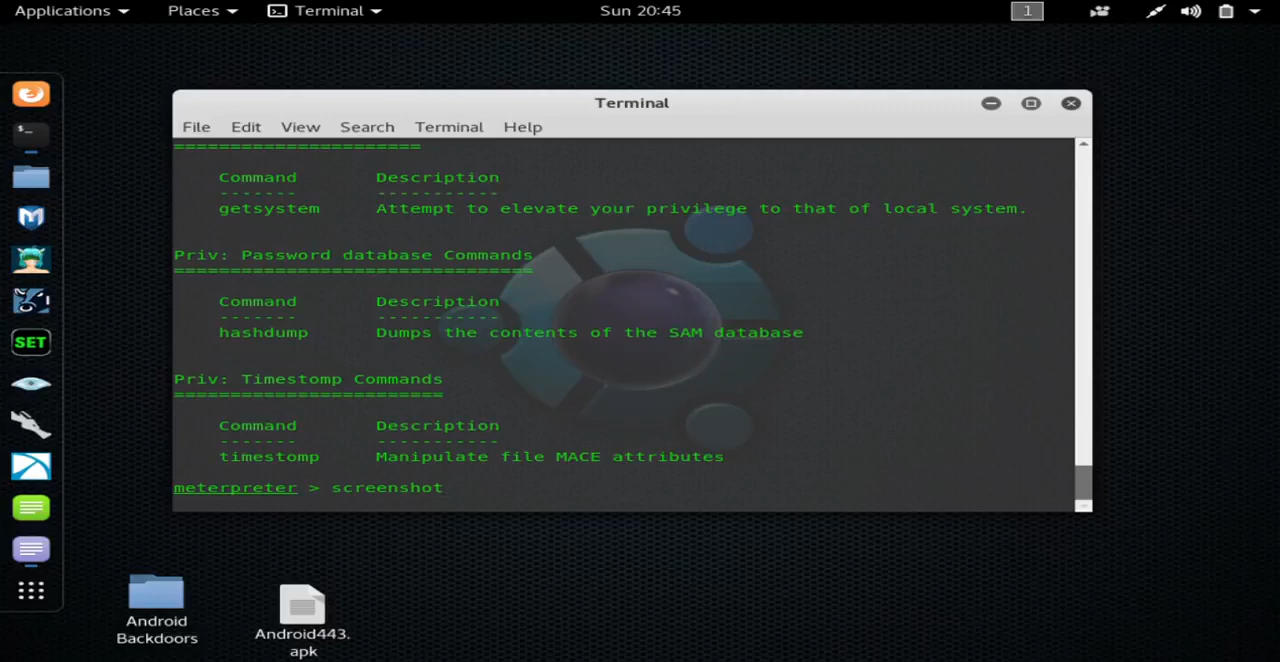 Applications Places Terminal Sun 20:45 1
Terminal
File Edit View Search Terminal Help
======================
Command Description
------- -----------
getsystem Attempt to elevate your privilege to that of local system.
Priv: Password database Commands
================================
Command Description
------- -----------
hashdump Dumps the contents of the SAM database
Priv: Timestomp Commands
========================
Command Description
------- -----------
timestomp Manipulate file MACE attributes
meterpreter > screenshot
$_
SET
Android
Backdoors
Android443.
apk